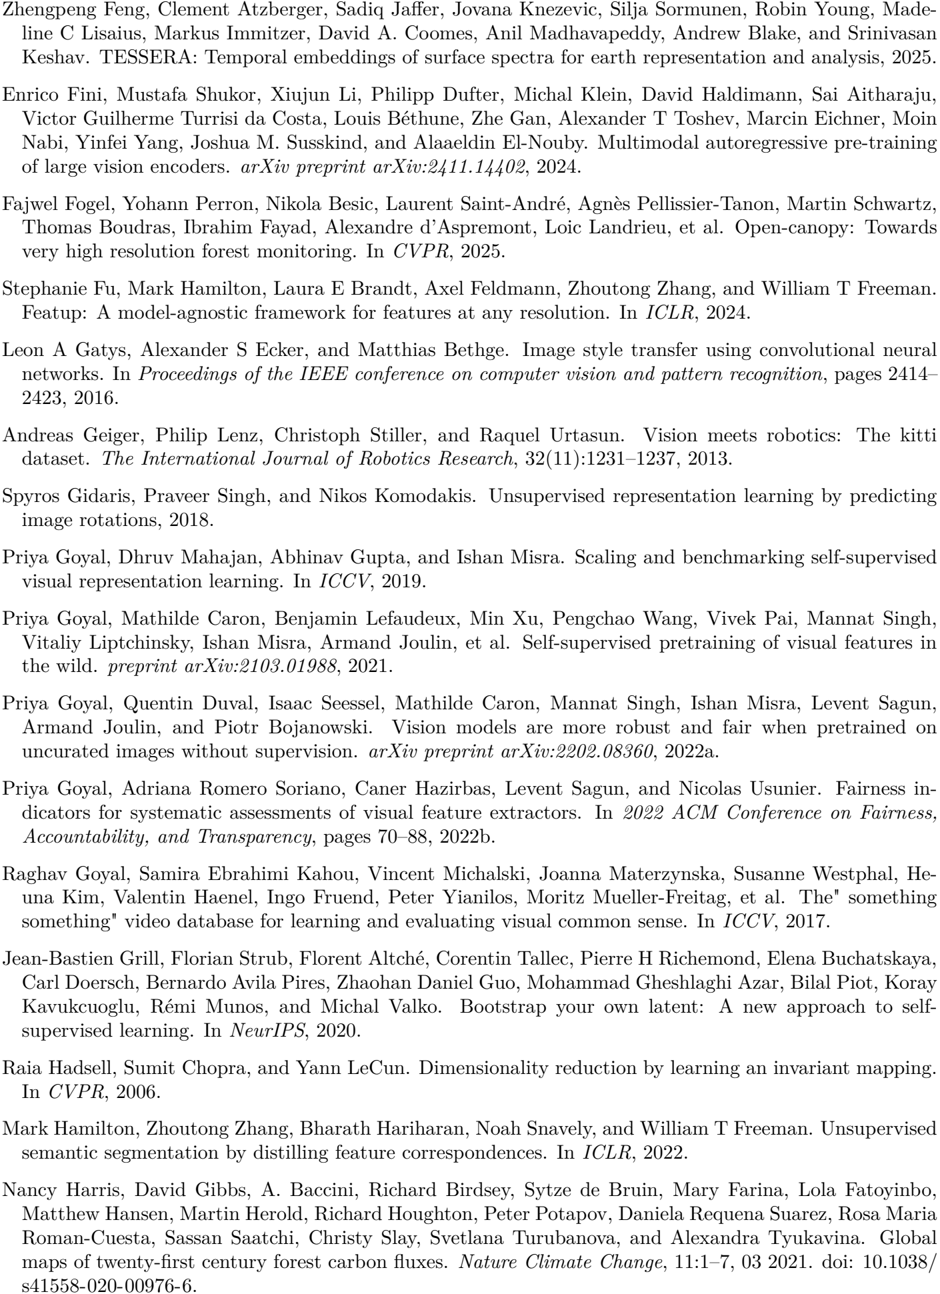 Zhengpeng Feng, Clement Atzberger, Sadiq Jaffer, Jovana Knezevic, Silja Sormunen, Robin Young, Made-
line C Lisaius, Markus Immitzer, David A. Coomes, Anil Madhavapeddy, Andrew Blake, and Srinivasan
Keshav. TESSERA: Temporal embeddings of surface spectra for earth representation and analysis, 2025.
Enrico Fini, Mustafa Shukor, Xiujun Li, Philipp Dufter, Michal Klein, David Haldimann, Sai Aitharaju,
Victor Guilherme Turrisi da Costa, Louis Béthune, Zhe Gan, Alexander T Toshev, Marcin Eichner, Moin
Nabi, Yinfei Yang, Joshua M. Susskind, and Alaaeldin El-Nouby. Multimodal autoregressive pre-training
of large vision encoders. arXiv preprint arXiv:2411.14402, 2024.
Fajwel Fogel, Yohann Perron, Nikola Besic, Laurent Saint-André, Agnès Pellissier-Tanon, Martin Schwartz,
Thomas Boudras, Ibrahim Fayad, Alexandre d'Aspremont, Loic Landrieu, et al. Open-canopy: Towards
very high resolution forest monitoring. In CVPR, 2025.
Stephanie Fu, Mark Hamilton, Laura E Brandt, Axel Feldmann, Zhoutong Zhang, and William T Freeman.
Featup: A model-agnostic framework for features at any resolution. In ICLR, 2024.
Leon A Gatys, Alexander S Ecker, and Matthias Bethge. Image style transfer using convolutional neural
networks. In Proceedings of the IEEE conference on computer vision and pattern recognition, pages 2414–
2423, 2016.
Andreas Geiger, Philip Lenz, Christoph Stiller, and Raquel Urtasun. Vision meets robotics: The kitti
dataset. The International Journal of Robotics Research, 32(11):1231–1237, 2013.
Spyros Gidaris, Praveer Singh, and Nikos Komodakis. Unsupervised representation learning by predicting
image rotations, 2018.
Priya Goyal, Dhruv Mahajan, Abhinav Gupta, and Ishan Misra. Scaling and benchmarking self-supervised
visual representation learning. In ICCV, 2019.
Priya Goyal, Mathilde Caron, Benjamin Lefaudeux, Min Xu, Pengchao Wang, Vivek Pai, Mannat Singh,
Vitaliy Liptchinsky, Ishan Misra, Armand Joulin, et al. Self-supervised pretraining of visual features in
the wild. preprint arXiv:2103.01988, 2021.
Priya Goyal, Quentin Duval, Isaac Seessel, Mathilde Caron, Mannat Singh, Ishan Misra, Levent Sagun,
Armand Joulin, and Piotr Bojanowski. Vision models are more robust and fair when pretrained on
uncurated images without supervision. arXiv preprint arXiv:2202.08360, 2022a.
Priya Goyal, Adriana Romero Soriano, Caner Hazirbas, Levent Sagun, and Nicolas Usunier. Fairness in-
dicators for systematic assessments of visual feature extractors. In 2022 ACM Conference on Fairness,
Accountability, and Transparency, pages 70–88, 2022b.
Raghav Goyal, Samira Ebrahimi Kahou, Vincent Michalski, Joanna Materzynska, Susanne Westphal, He-
una Kim, Valentin Haenel, Ingo Fruend, Peter Yianilos, Moritz Mueller-Freitag, et al. The" something
something" video database for learning and evaluating visual common sense. In ICCV, 2017.
Jean-Bastien Grill, Florian Strub, Florent Altché, Corentin Tallec, Pierre H Richemond, Elena Buchatskaya,
Carl Doersch, Bernardo Avila Pires, Zhaohan Daniel Guo, Mohammad Gheshlaghi Azar, Bilal Piot, Koray
Kavukcuoglu, Rémi Munos, and Michal Valko. Bootstrap your own latent: A new approach to self-
supervised learning. In NeurIPS, 2020.
Raia Hadsell, Sumit Chopra, and Yann LeCun. Dimensionality reduction by learning an invariant mapping.
In CVPR, 2006.
Mark Hamilton, Zhoutong Zhang, Bharath Hariharan, Noah Snavely, and William T Freeman. Unsupervised
semantic segmentation by distilling feature correspondences. In ICLR, 2022.
Nancy Harris, David Gibbs, A. Baccini, Richard Birdsey, Sytze de Bruin, Mary Farina, Lola Fatoyinbo,
Matthew Hansen, Martin Herold, Richard Houghton, Peter Potapov, Daniela Requena Suarez, Rosa Maria
Roman-Cuesta, Sassan Saatchi, Christy Slay, Svetlana Turubanova, and Alexandra Tyukavina. Global
maps of twenty-first century forest carbon fluxes. Nature Climate Change, 11:1–7, 03 2021. doi: 10.1038/
s41558-020-00976-6.